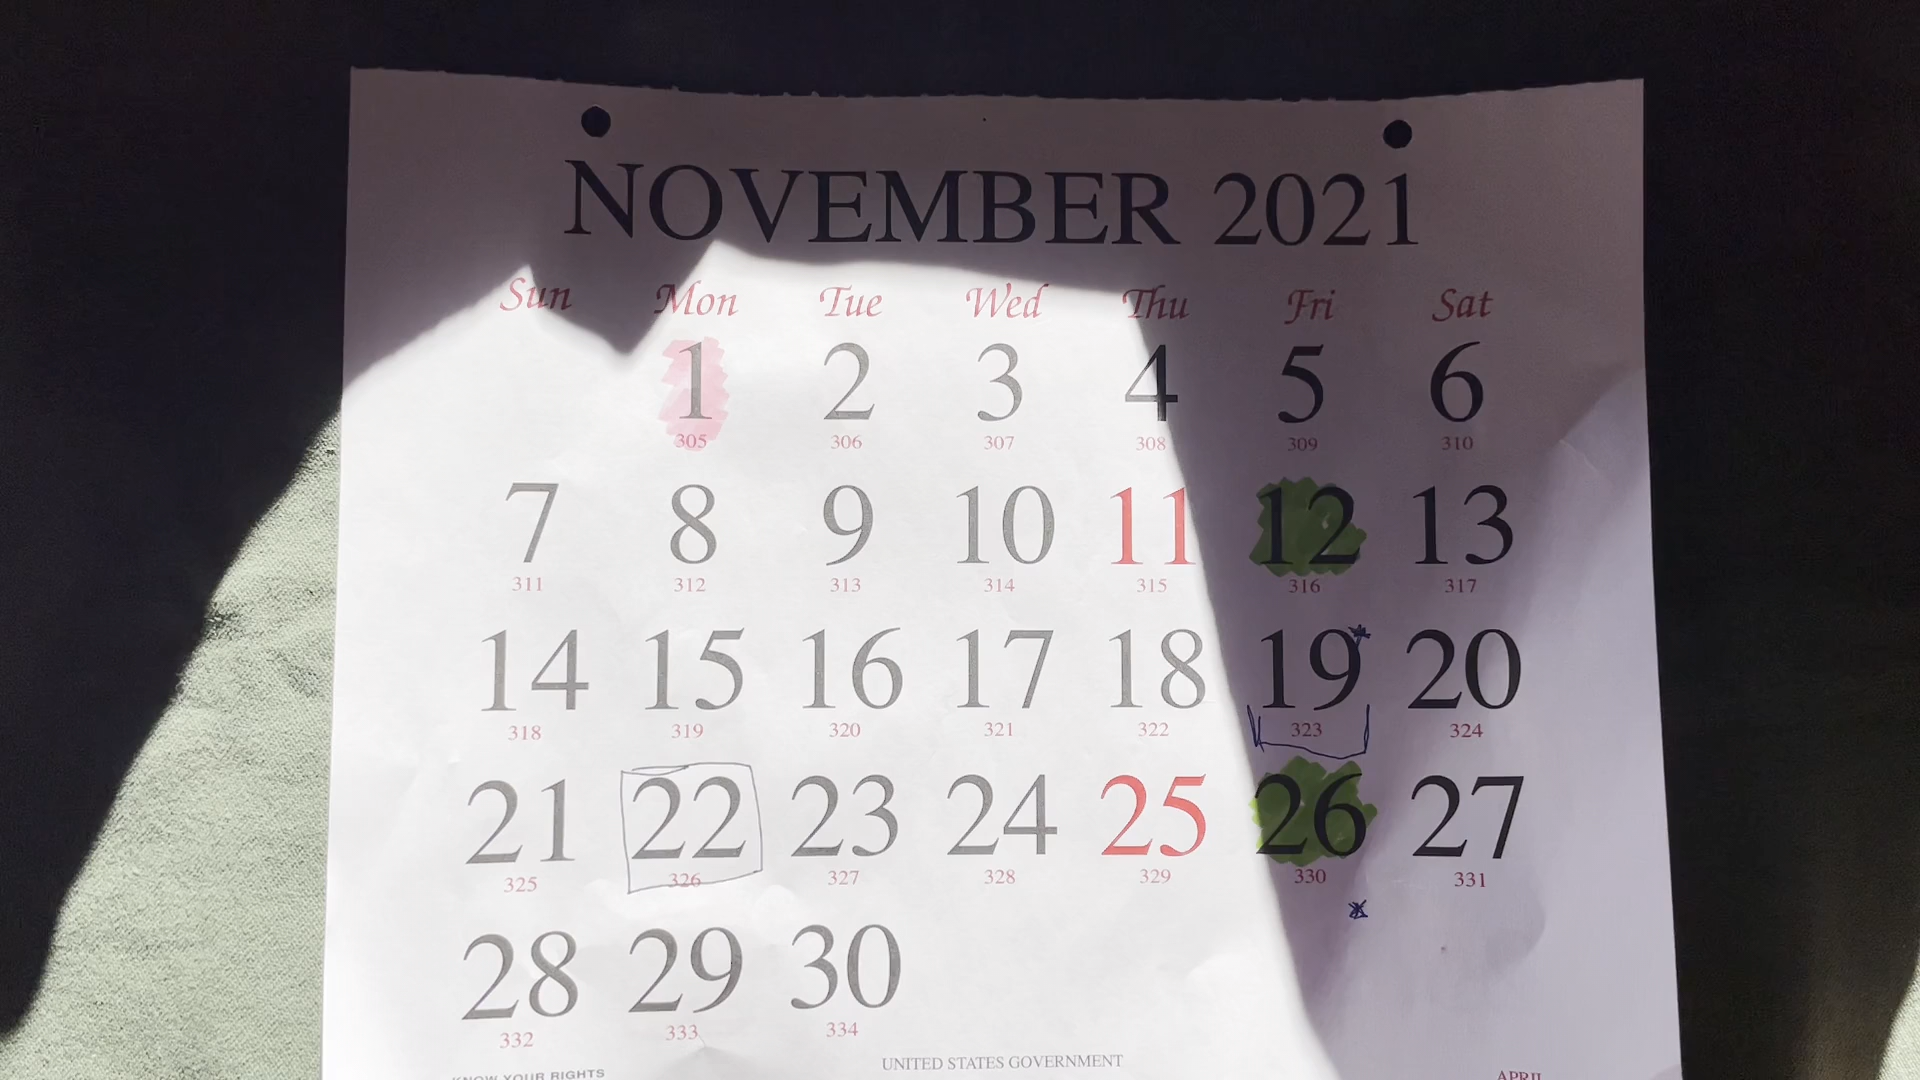 NOVEMBER 2021
Sun Mon Tue Wed Thu Fri Sat
1 2 3 4 5 6
305 306 307 308 309 310
7 8 9 10 11 12 13
311 312 313 314 315 316 317
14 15 16 17 18 19 20
318 319 320 321 322 323 324
21 22 23 24 25 26 27
325 326 327 328 329 330 331
28 29 30
332 333 334
UNITED STATES GOVERNMENT
KNOW YOUR RIGHTS
APRIL